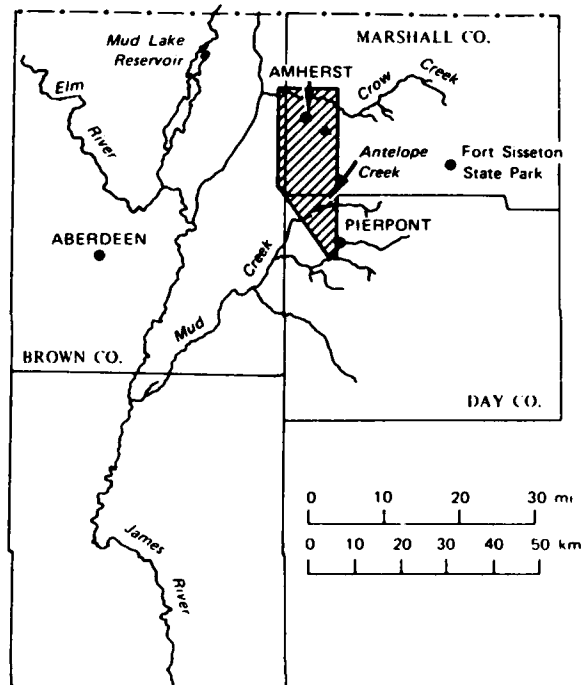 MARSHALL CO.
Mud Lake
Reservoir
AMHERST
Crow
Creek
Elm
River
Antelope
Creek
Fort Sisseton
State Park
ABERDEEN
PIERPONT
Mud
Creek
BROWN CO.
DAY CO.
0 10 20 30 mi
0 10 20 30 40 50 km
James
River